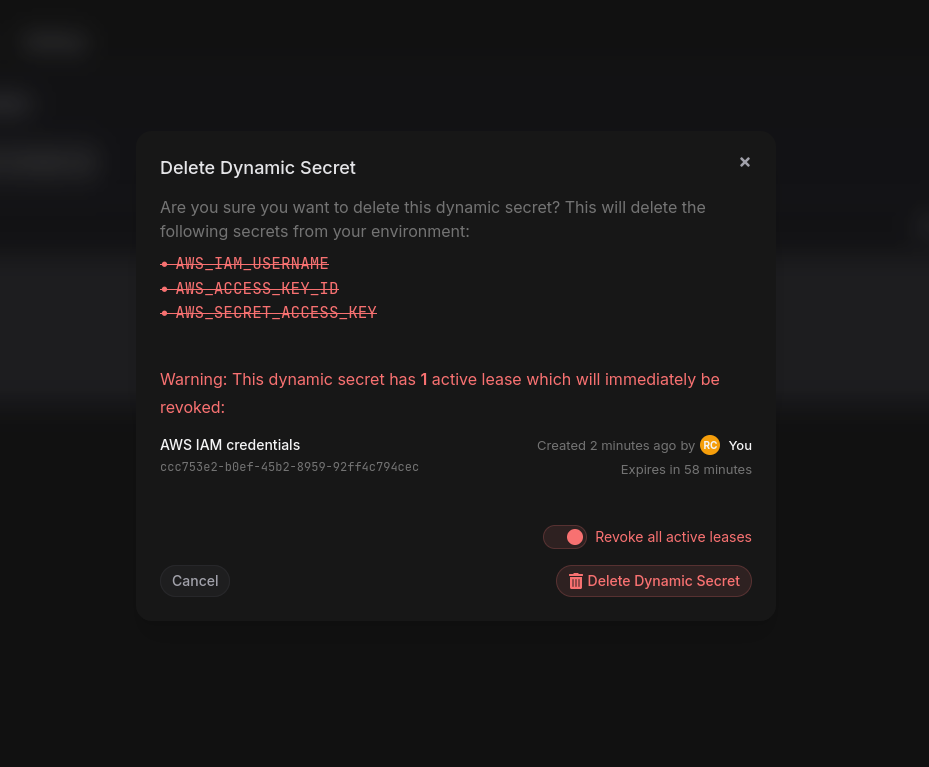 Delete Dynamic Secret
Are you sure you want to delete this dynamic secret? This will delete the
following secrets from your environment:
• AWS_IAM_USERNAME
• AWS_ACCESS_KEY_ID
• AWS_SECRET_ACCESS_KEY
Warning: This dynamic secret has 1 active lease which will immediately be
revoked:
AWS IAM credentials
Created 2 minutes ago by RC You
ccc753e2-b0ef-45b2-8959-92ff4c794cec
Expires in 58 minutes
Revoke all active leases
Cancel
Delete Dynamic Secret